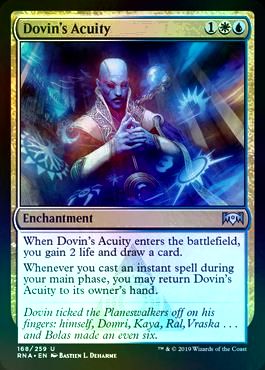 Dovin's Acuity 1
Enchantment
When Dovin's Acuity enters the battlefield,
you gain 2 life and draw a card.
Whenever you cast an instant spell during
your main phase, you may return Dovin's
Acuity to its owner's hand.
Dovin ticked the Planeswalkers off on his
fingers: himself, Domri, Kaya, Ral, Vraska . . .
and Bolas made an even six.
168/259 U
RNA • EN BASTIEN L. DEHARME ™ & © 2019 Wizards of the Coast